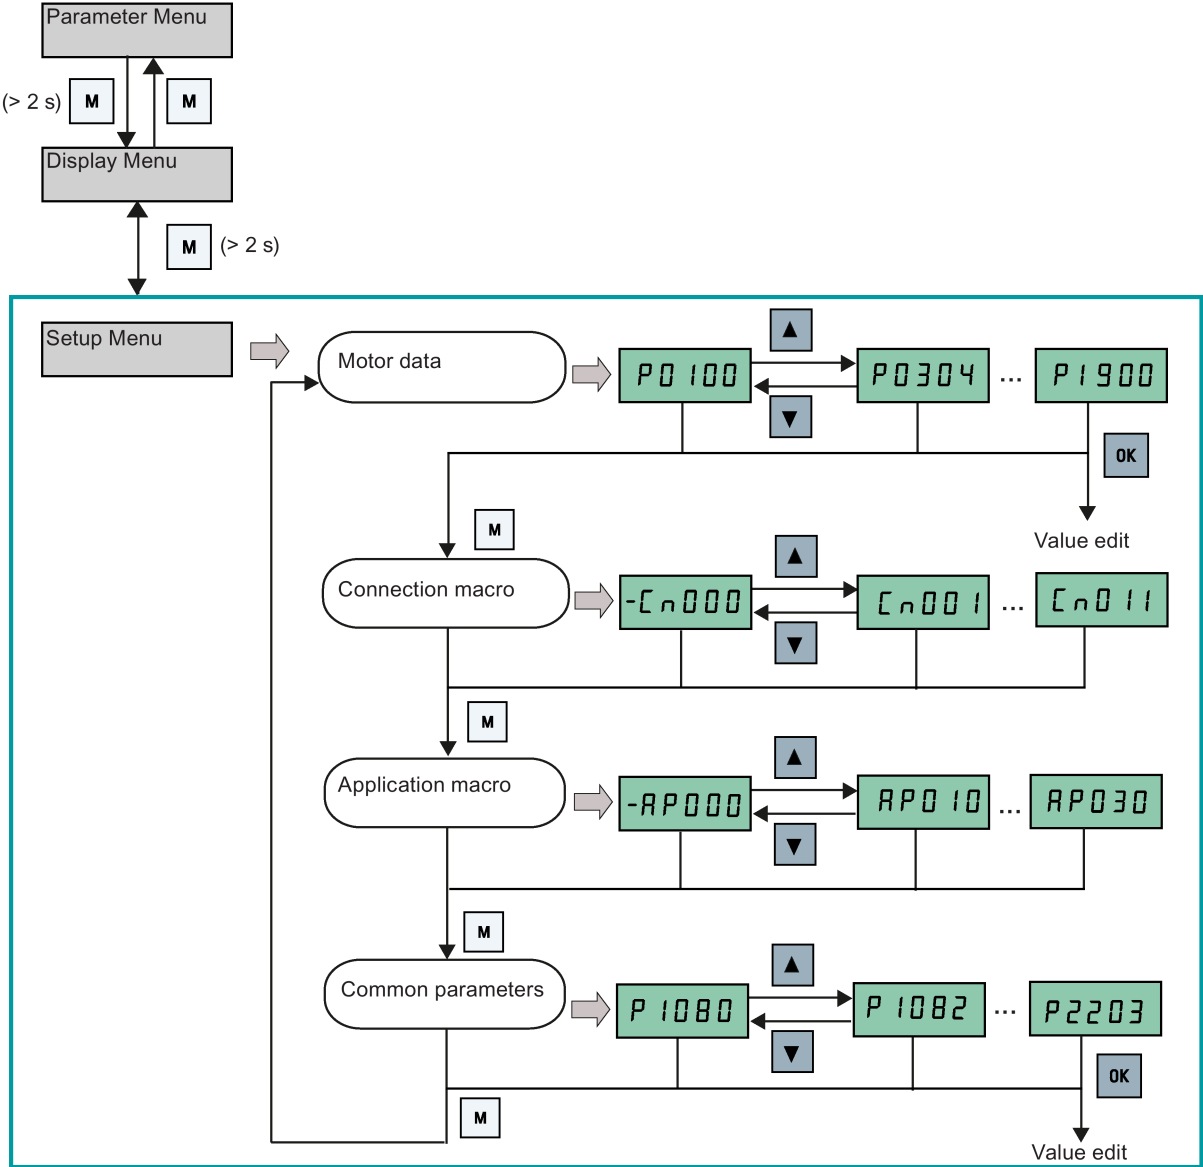 Parameter Menu
(> 2 s) M M
Display Menu
M (> 2 s)
Setup Menu
Motor data
P0100
P0304
...
P1900
OK
Value edit
M
Connection macro
-Cn000
Cn001
...
Cn011
M
Application macro
-AP000
AP010
...
AP030
M
Common parameters
P1080
P1082
...
P2203
OK
Value edit
M